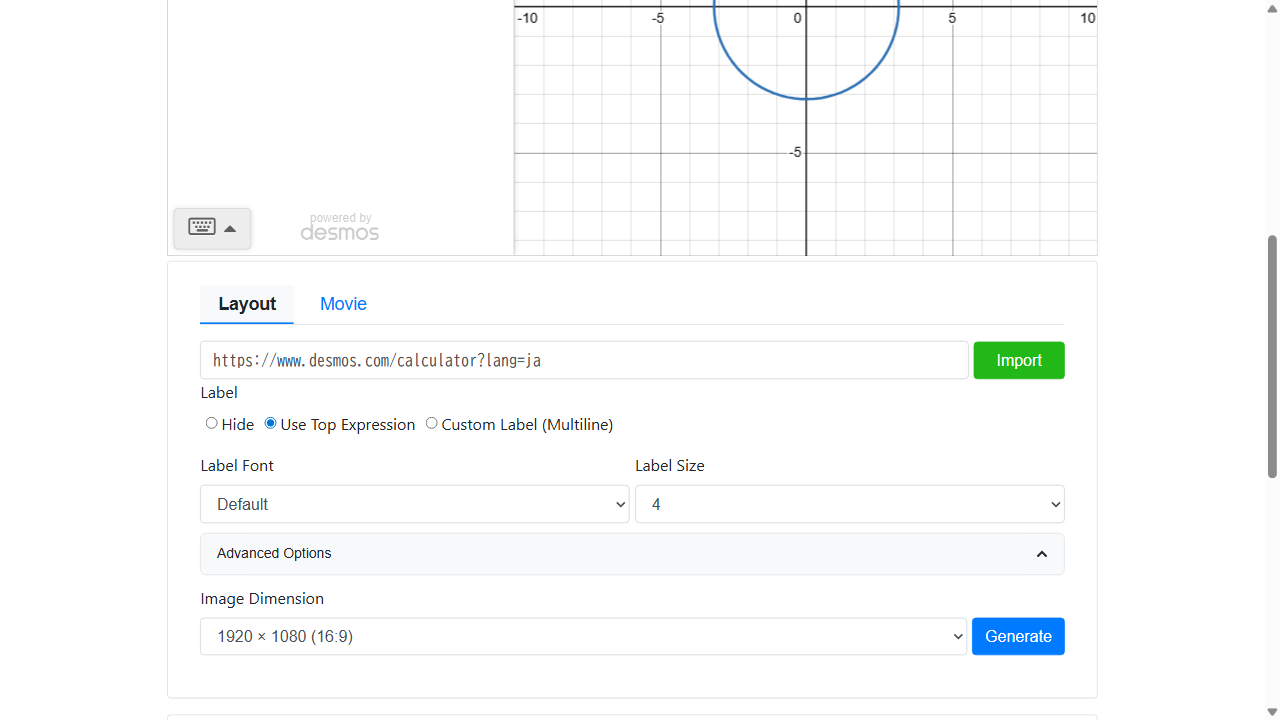 -10 -5 0 5 10
-5
powered by
desmos
Layout Movie
https://www.desmos.com/calculator?lang=ja Import
Label
Hide Use Top Expression Custom Label (Multiline)
Label Font Label Size
Default 4
Advanced Options
Image Dimension
1920 × 1080 (16:9) Generate